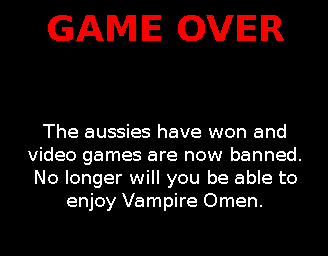 GAME OVER
The aussies have won and
video games are now banned.
No longer will you be able to
enjoy Vampire Omen.